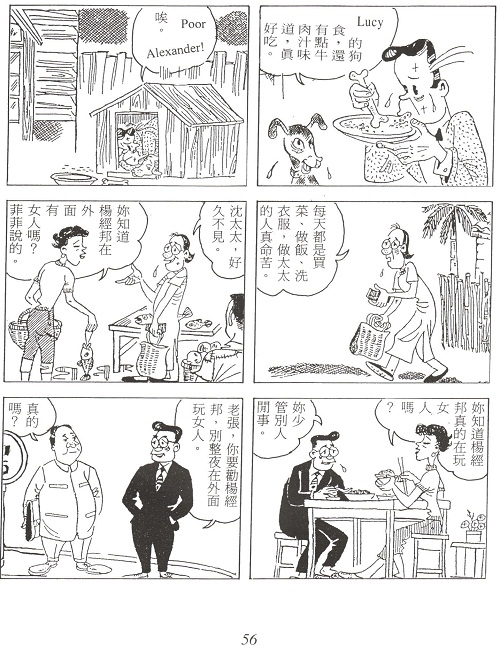 Lucy
的狗
食，還
有點牛
肉汁味
道，眞
好吃。
唉。
Poor
Alexander!
每天都是買
菜、做飯、洗
衣服，做太太
的人真命苦。
沈太太，好
久不見。
妳知道
楊經邦在
外面有
女人嗎？
菲菲說的。
妳知道楊經
邦真的在玩
女人嗎？
妳少
管別人
閒事。
老張，你要勸楊經
邦，別整夜在外面
玩女人。
真的
嗎？
56